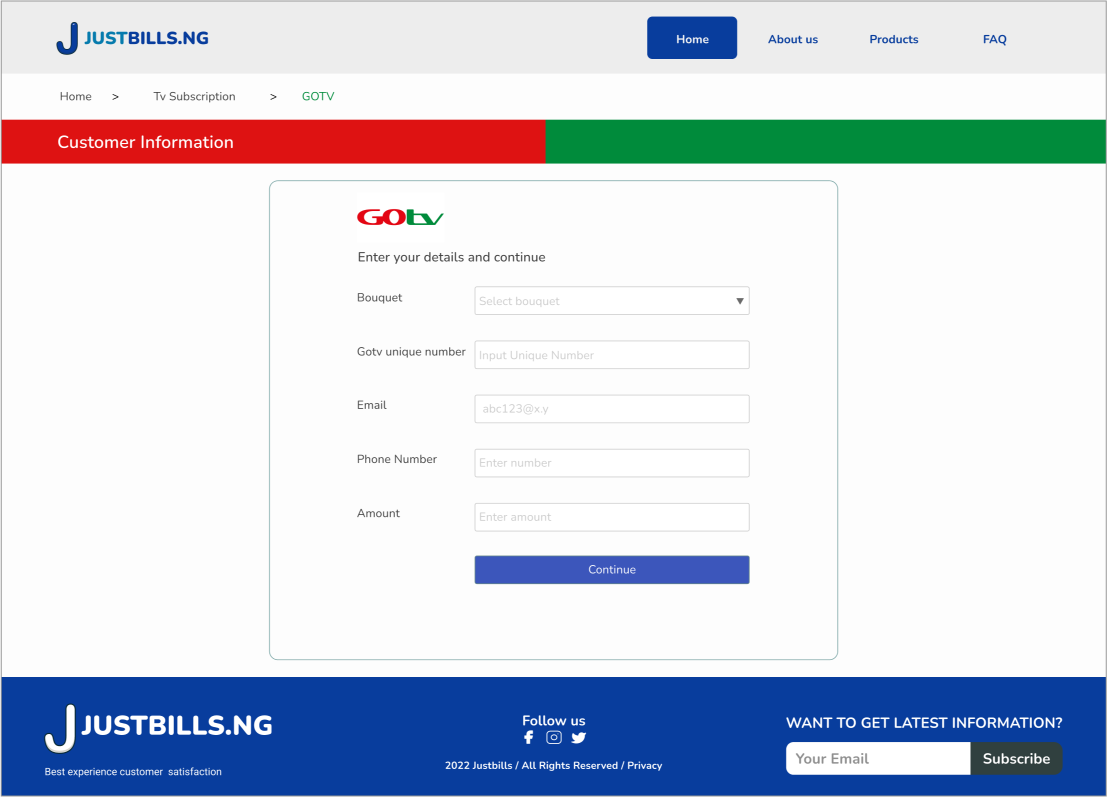 JUSTBILLS.NG
Home About us Products FAQ
Home > Tv Subscription > GOTV
Customer Information
GOtv
Enter your details and continue
Bouquet Select bouquet
Gotv unique number Input Unique Number
Email abc123@x.y
Phone Number Enter number
Amount Enter amount
Continue
JUSTBILLS.NG
Best experience customer satisfaction
Follow us
2022 Justbills / All Rights Reserved / Privacy
WANT TO GET LATEST INFORMATION?
Your Email Subscribe